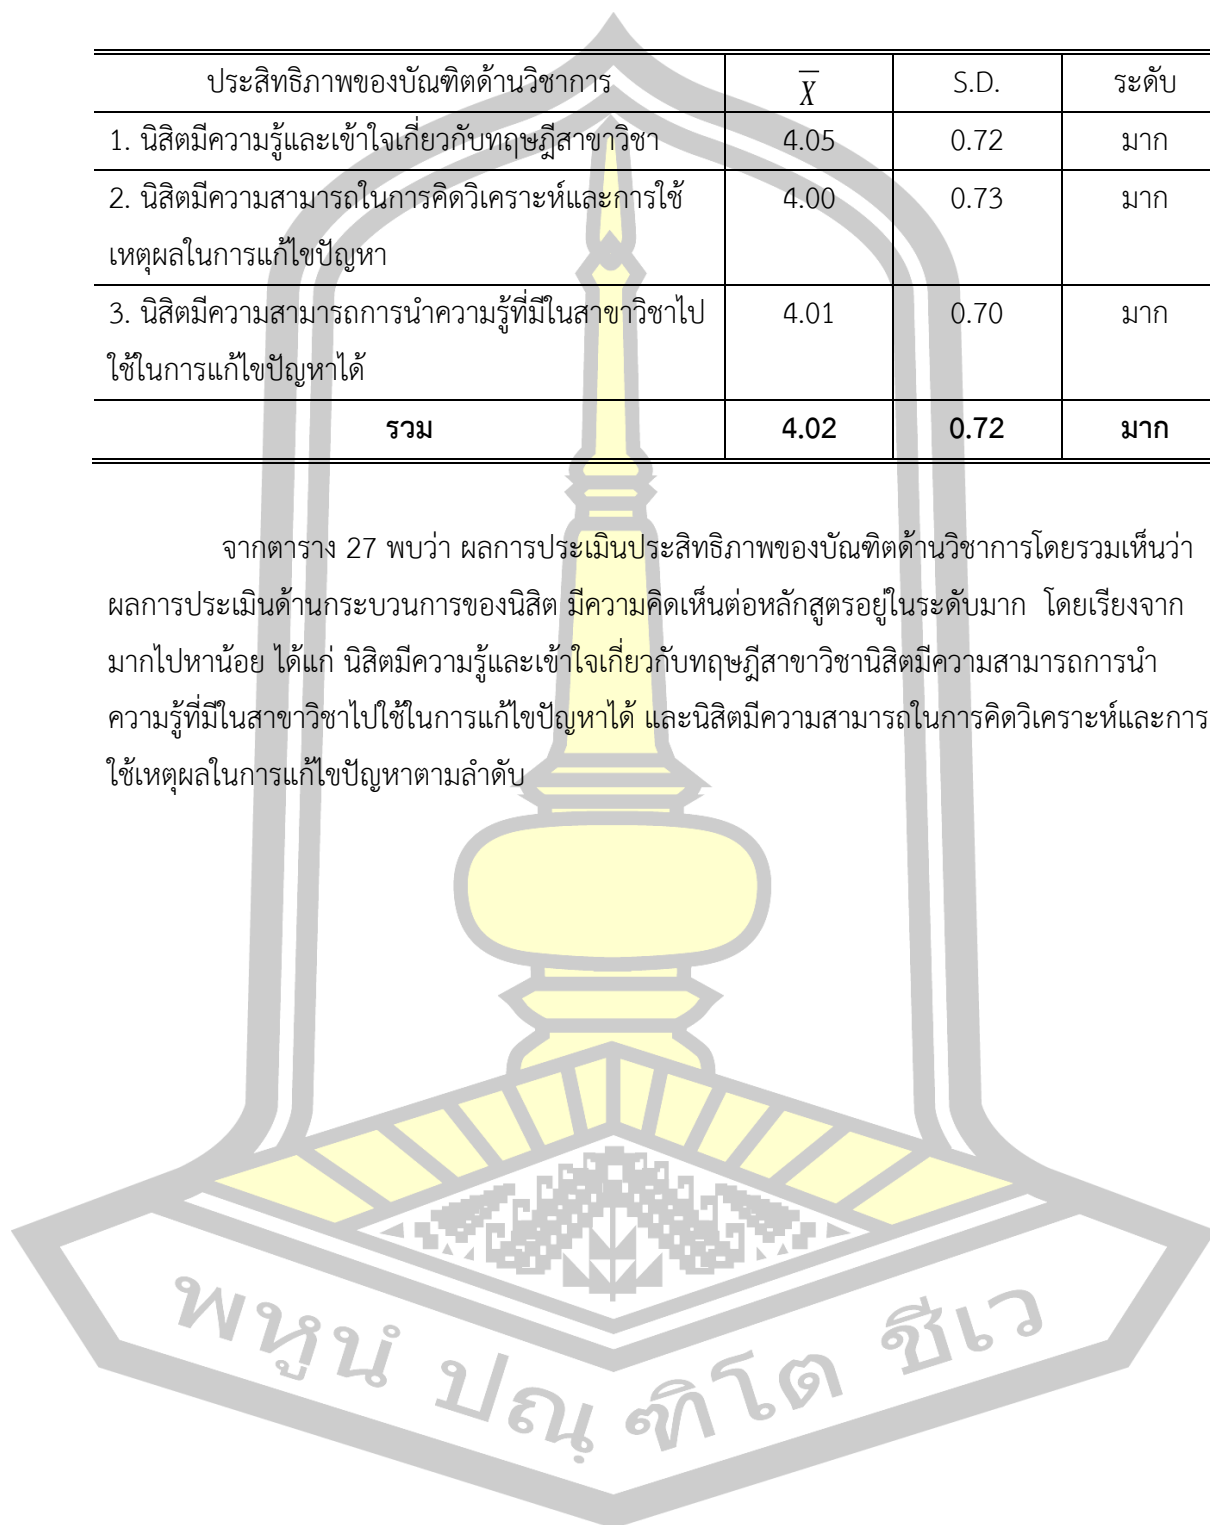 ประสิทธิภาพของบัณฑิตด้านวิชาการ X̅ S.D. ระดับ
1. นิสิตมีความรู้และเข้าใจเกี่ยวกับทฤษฎีสาขาวิชา 4.05 0.72 มาก
2. นิสิตมีความสามารถในการคิดวิเคราะห์และการใช้ 4.00 0.73 มาก
เหตุผลในการแก้ไขปัญหา
3. นิสิตมีความสามารถการนำความรู้ที่มีในสาขาวิชาไป 4.01 0.70 มาก
ใช้ในการแก้ไขปัญหาได้
รวม 4.02 0.72 มาก
จากตาราง 27 พบว่า ผลการประเมินประสิทธิภาพของบัณฑิตด้านวิชาการโดยรวมเห็นว่า
ผลการประเมินด้านกระบวนการของนิสิต มีความคิดเห็นต่อหลักสูตรอยู่ในระดับมาก โดยเรียงจาก
มากไปหาน้อย ได้แก่ นิสิตมีความรู้และเข้าใจเกี่ยวกับทฤษฎีสาขาวิชานิสิตมีความสามารถการนำ
ความรู้ที่มีในสาขาวิชาไปใช้ในการแก้ไขปัญหาได้ และนิสิตมีความสามารถในการคิดวิเคราะห์และการ
ใช้เหตุผลในการแก้ไขปัญหาตามลำดับ
พหูนํ ปณฺ ฑิโต ชีเว